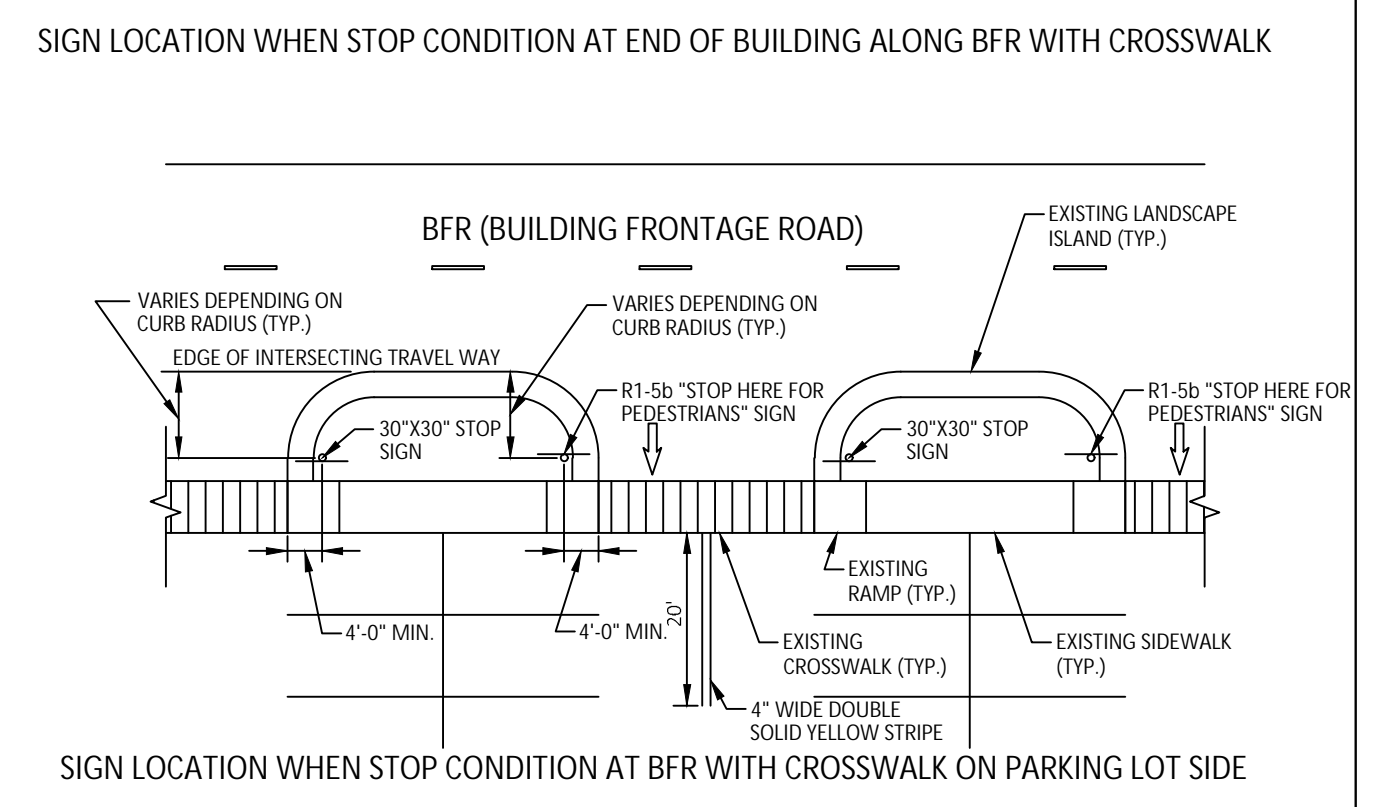 SIGN LOCATION WHEN STOP CONDITION AT END OF BUILDING ALONG BFR WITH CROSSWALK
BFR (BUILDING FRONTAGE ROAD)
EXISTING LANDSCAPE
ISLAND (TYP.)
VARIES DEPENDING ON
CURB RADIUS (TYP.)
VARIES DEPENDING ON
CURB RADIUS (TYP.)
EDGE OF INTERSECTING TRAVEL WAY
R1-5b "STOP HERE FOR
PEDESTRIANS" SIGN
R1-5b "STOP HERE FOR
PEDESTRIANS" SIGN
30"X30" STOP
SIGN
30"X30" STOP
SIGN
EXISTING
RAMP (TYP.)
4'-0" MIN.
4'-0" MIN.
20'
EXISTING
CROSSWALK (TYP.)
EXISTING SIDEWALK
(TYP.)
4" WIDE DOUBLE
SOLID YELLOW STRIPE
SIGN LOCATION WHEN STOP CONDITION AT BFR WITH CROSSWALK ON PARKING LOT SIDE